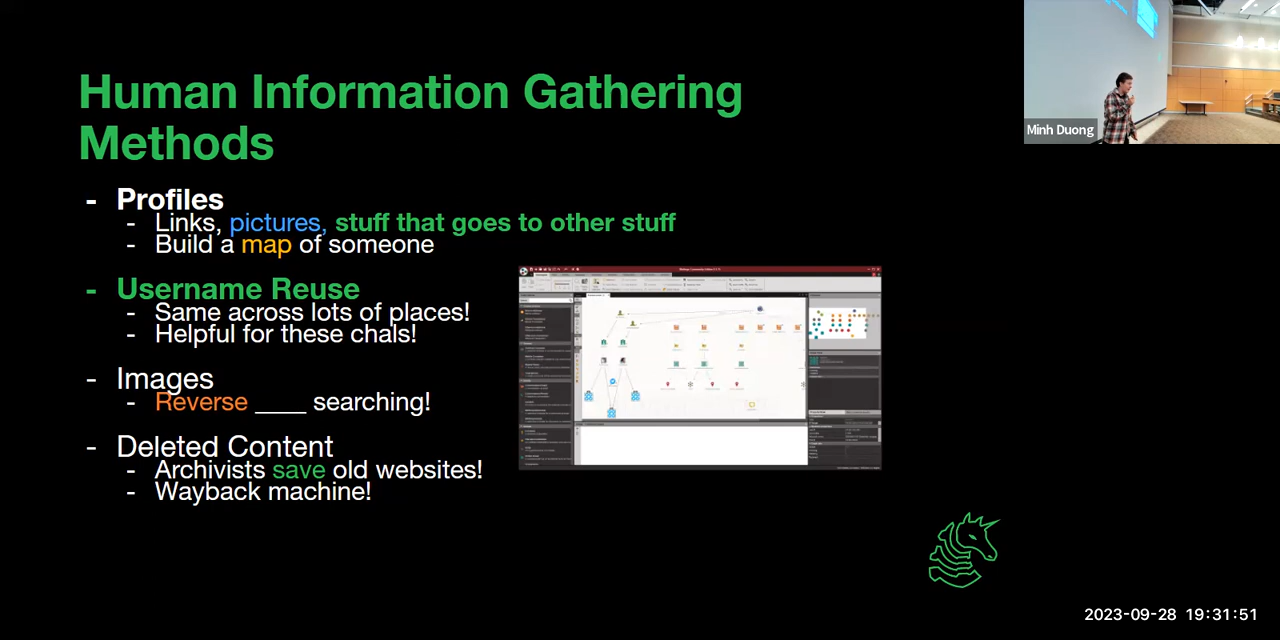 Human Information Gathering
Methods
- Profiles
- Links, pictures, stuff that goes to other stuff
- Build a map of someone
- Username Reuse
- Same across lots of places!
- Helpful for these chals!
- Images
- Reverse ____ searching!
- Deleted Content
- Archivists save old websites!
- Wayback machine!
Minh Duong
2023-09-28 19:31:51